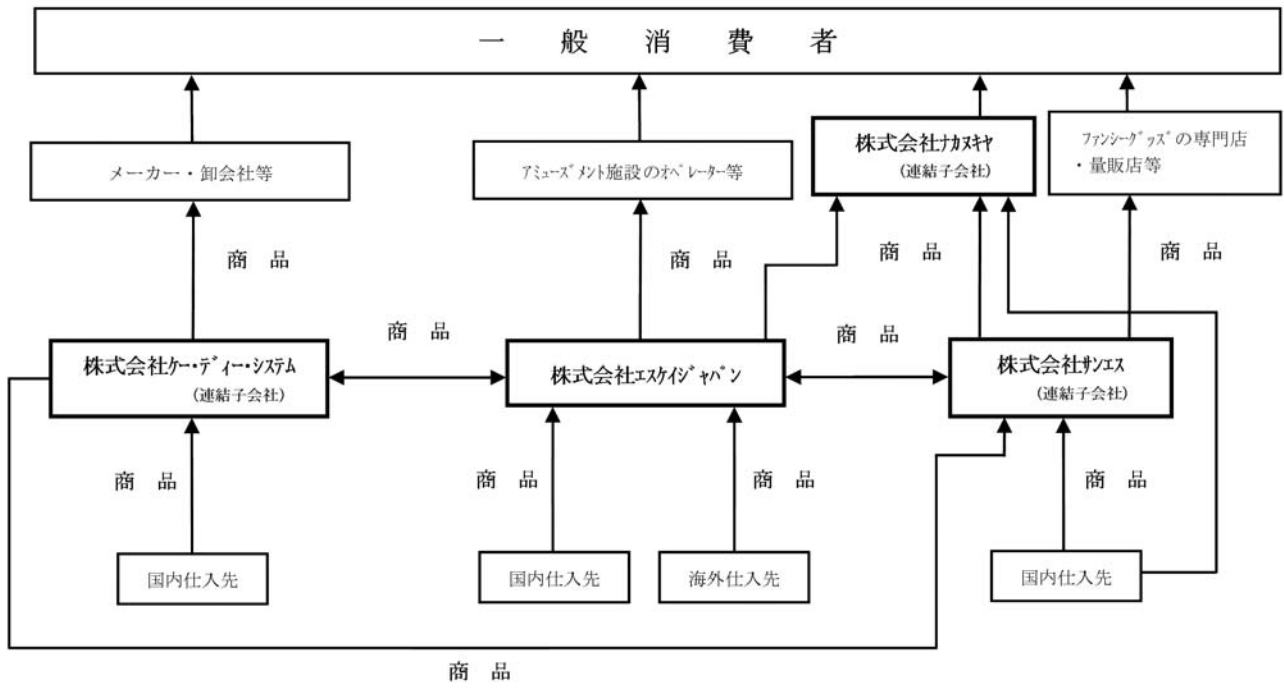 一般消費者
メーカー・卸会社等
ｱﾐｭｰｽﾞﾒﾝﾄ施設のｵﾍﾟﾚｰﾀｰ等
株式会社ﾅｶﾇｷﾔ
(連結子会社)
ﾌｧﾝｼｰｸﾞｯｽﾞの専門店
・量販店等
商品
商品
商品
商品
商品
株式会社ｹｰ･ﾃﾞｨｰ･ｼｽﾃﾑ
(連結子会社)
株式会社ｴｽｹｲｼﾞｬﾊﾟﾝ
株式会社ｻﾝｴｽ
(連結子会社)
商品
商品
商品
商品
商品
国内仕入先
国内仕入先
海外仕入先
国内仕入先
商品